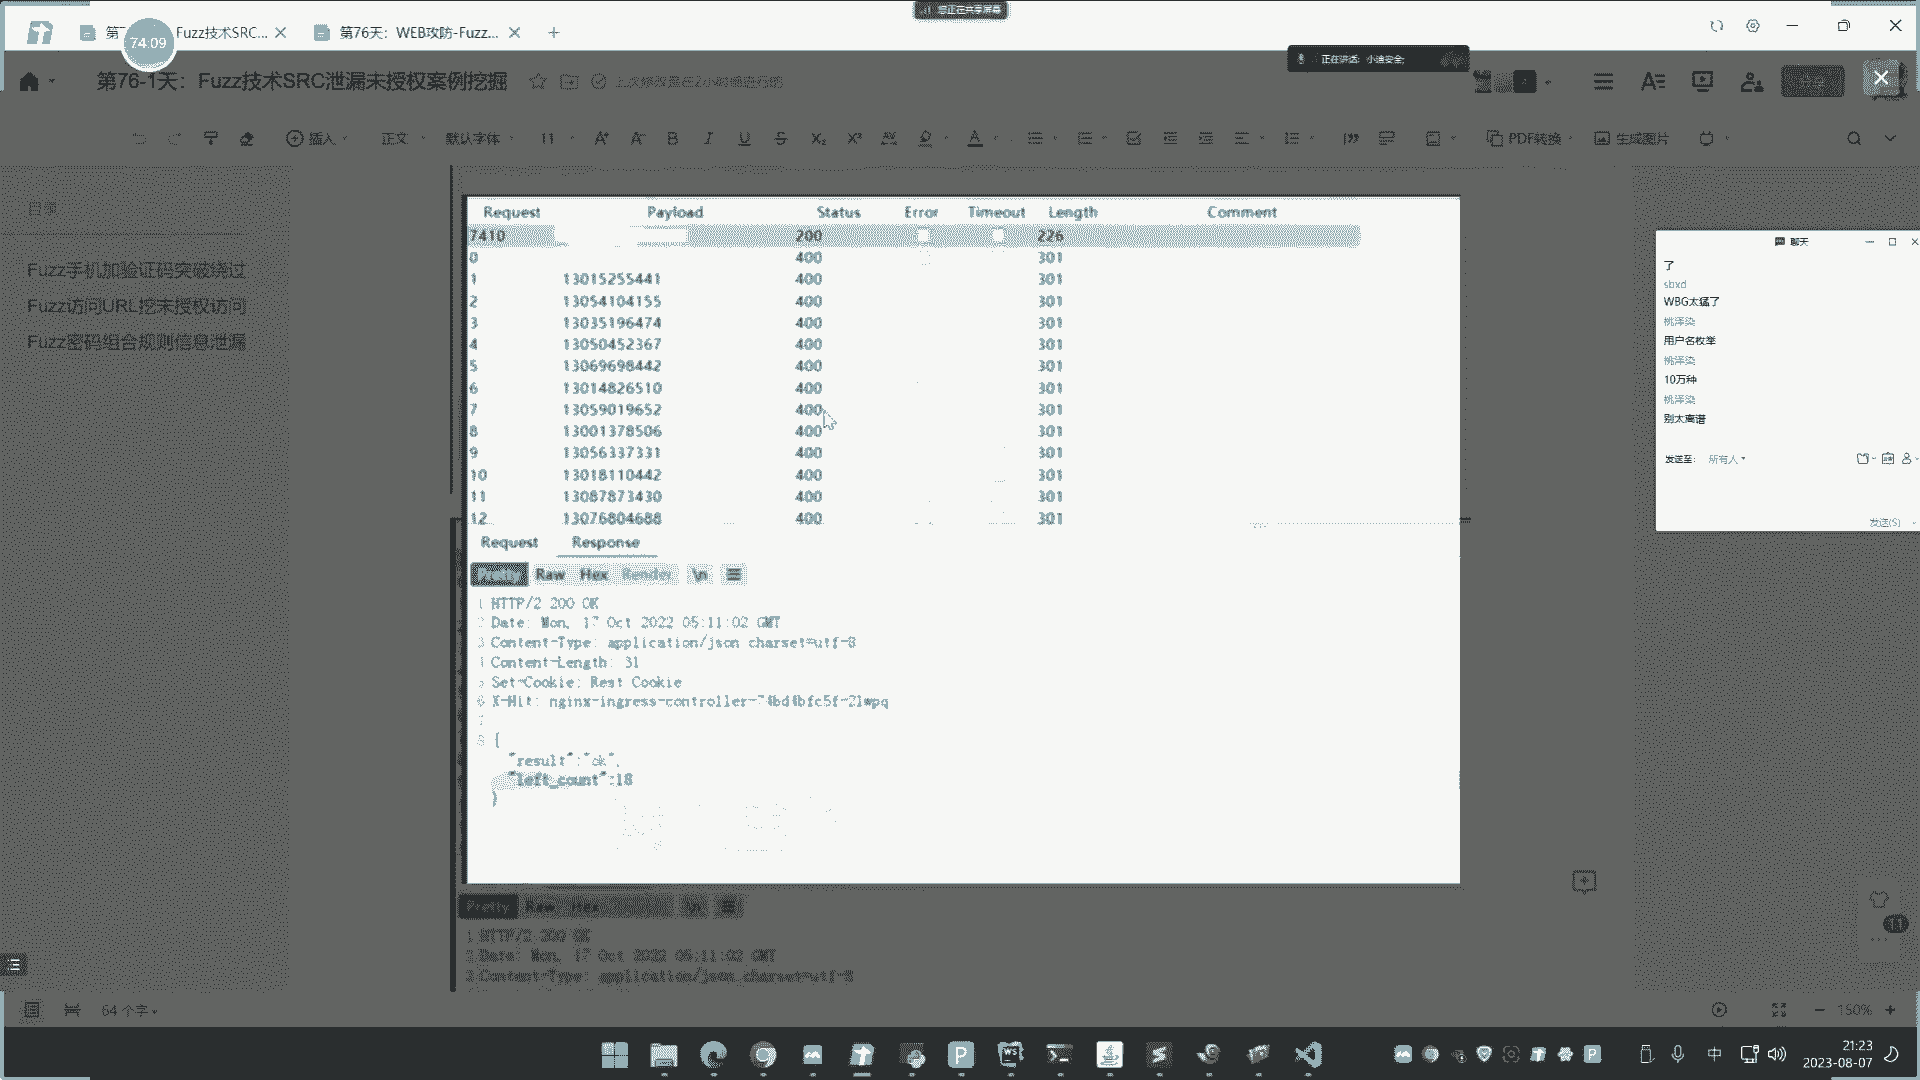 您正在共享屏幕
74:09
第
Fuzz技术SRC...
第76天：WEB攻防-Fuzz...
正在讲话: 小迪安全;
第76-1天：Fuzz技术SRC泄漏未授权案例挖掘
插入
正文
默认字体
11
PDF转换
生成图片
目录
Fuzz手机加验证码突破绕过
Fuzz访问URL挖未授权访问
Fuzz密码组合规则信息泄漏
Request Payload Status Error Timeout Length Comment
7410 200 226
0 400 301
1 13015255441 400 301
2 13054104155 400 301
3 13035196474 400 301
4 13050452367 400 301
5 13069698442 400 301
6 13014826510 400 301
7 13059019652 400 301
8 13001378506 400 301
9 13056337331 400 301
10 13018110442 400 301
11 13087873430 400 301
12 13076804688 400 301
Request Response
Pretty Raw Hex Render \n
1 HTTP/2 200 OK
2 Date: Mon, 17 Oct 2022 05:11:02 GMT
3 Content-Type: application/json charset=utf-8
4 Content-Length: 31
5 Set-Cookie: Rest Cookie
6 X-Hit: nginx-ingress-controller-74bd4bfc5f-2lwpq
7
8 {
"result":"ok",
"left_count":18
}
Pretty Raw Hex \n
1 HTTP/2 200 OK
2 Date: Mon, 17 Oct 2022 05:11:02 GMT
3 Content-Type: application/json charset=utf-8
聊天
了
sbxd
WBG太猛了
桃泽染
用户名枚举
桃泽染
10万种
桃泽染
别太离谱
发送至: 所有人
发送(S)
11
64 个字
150%
中
21:23
2023-08-07